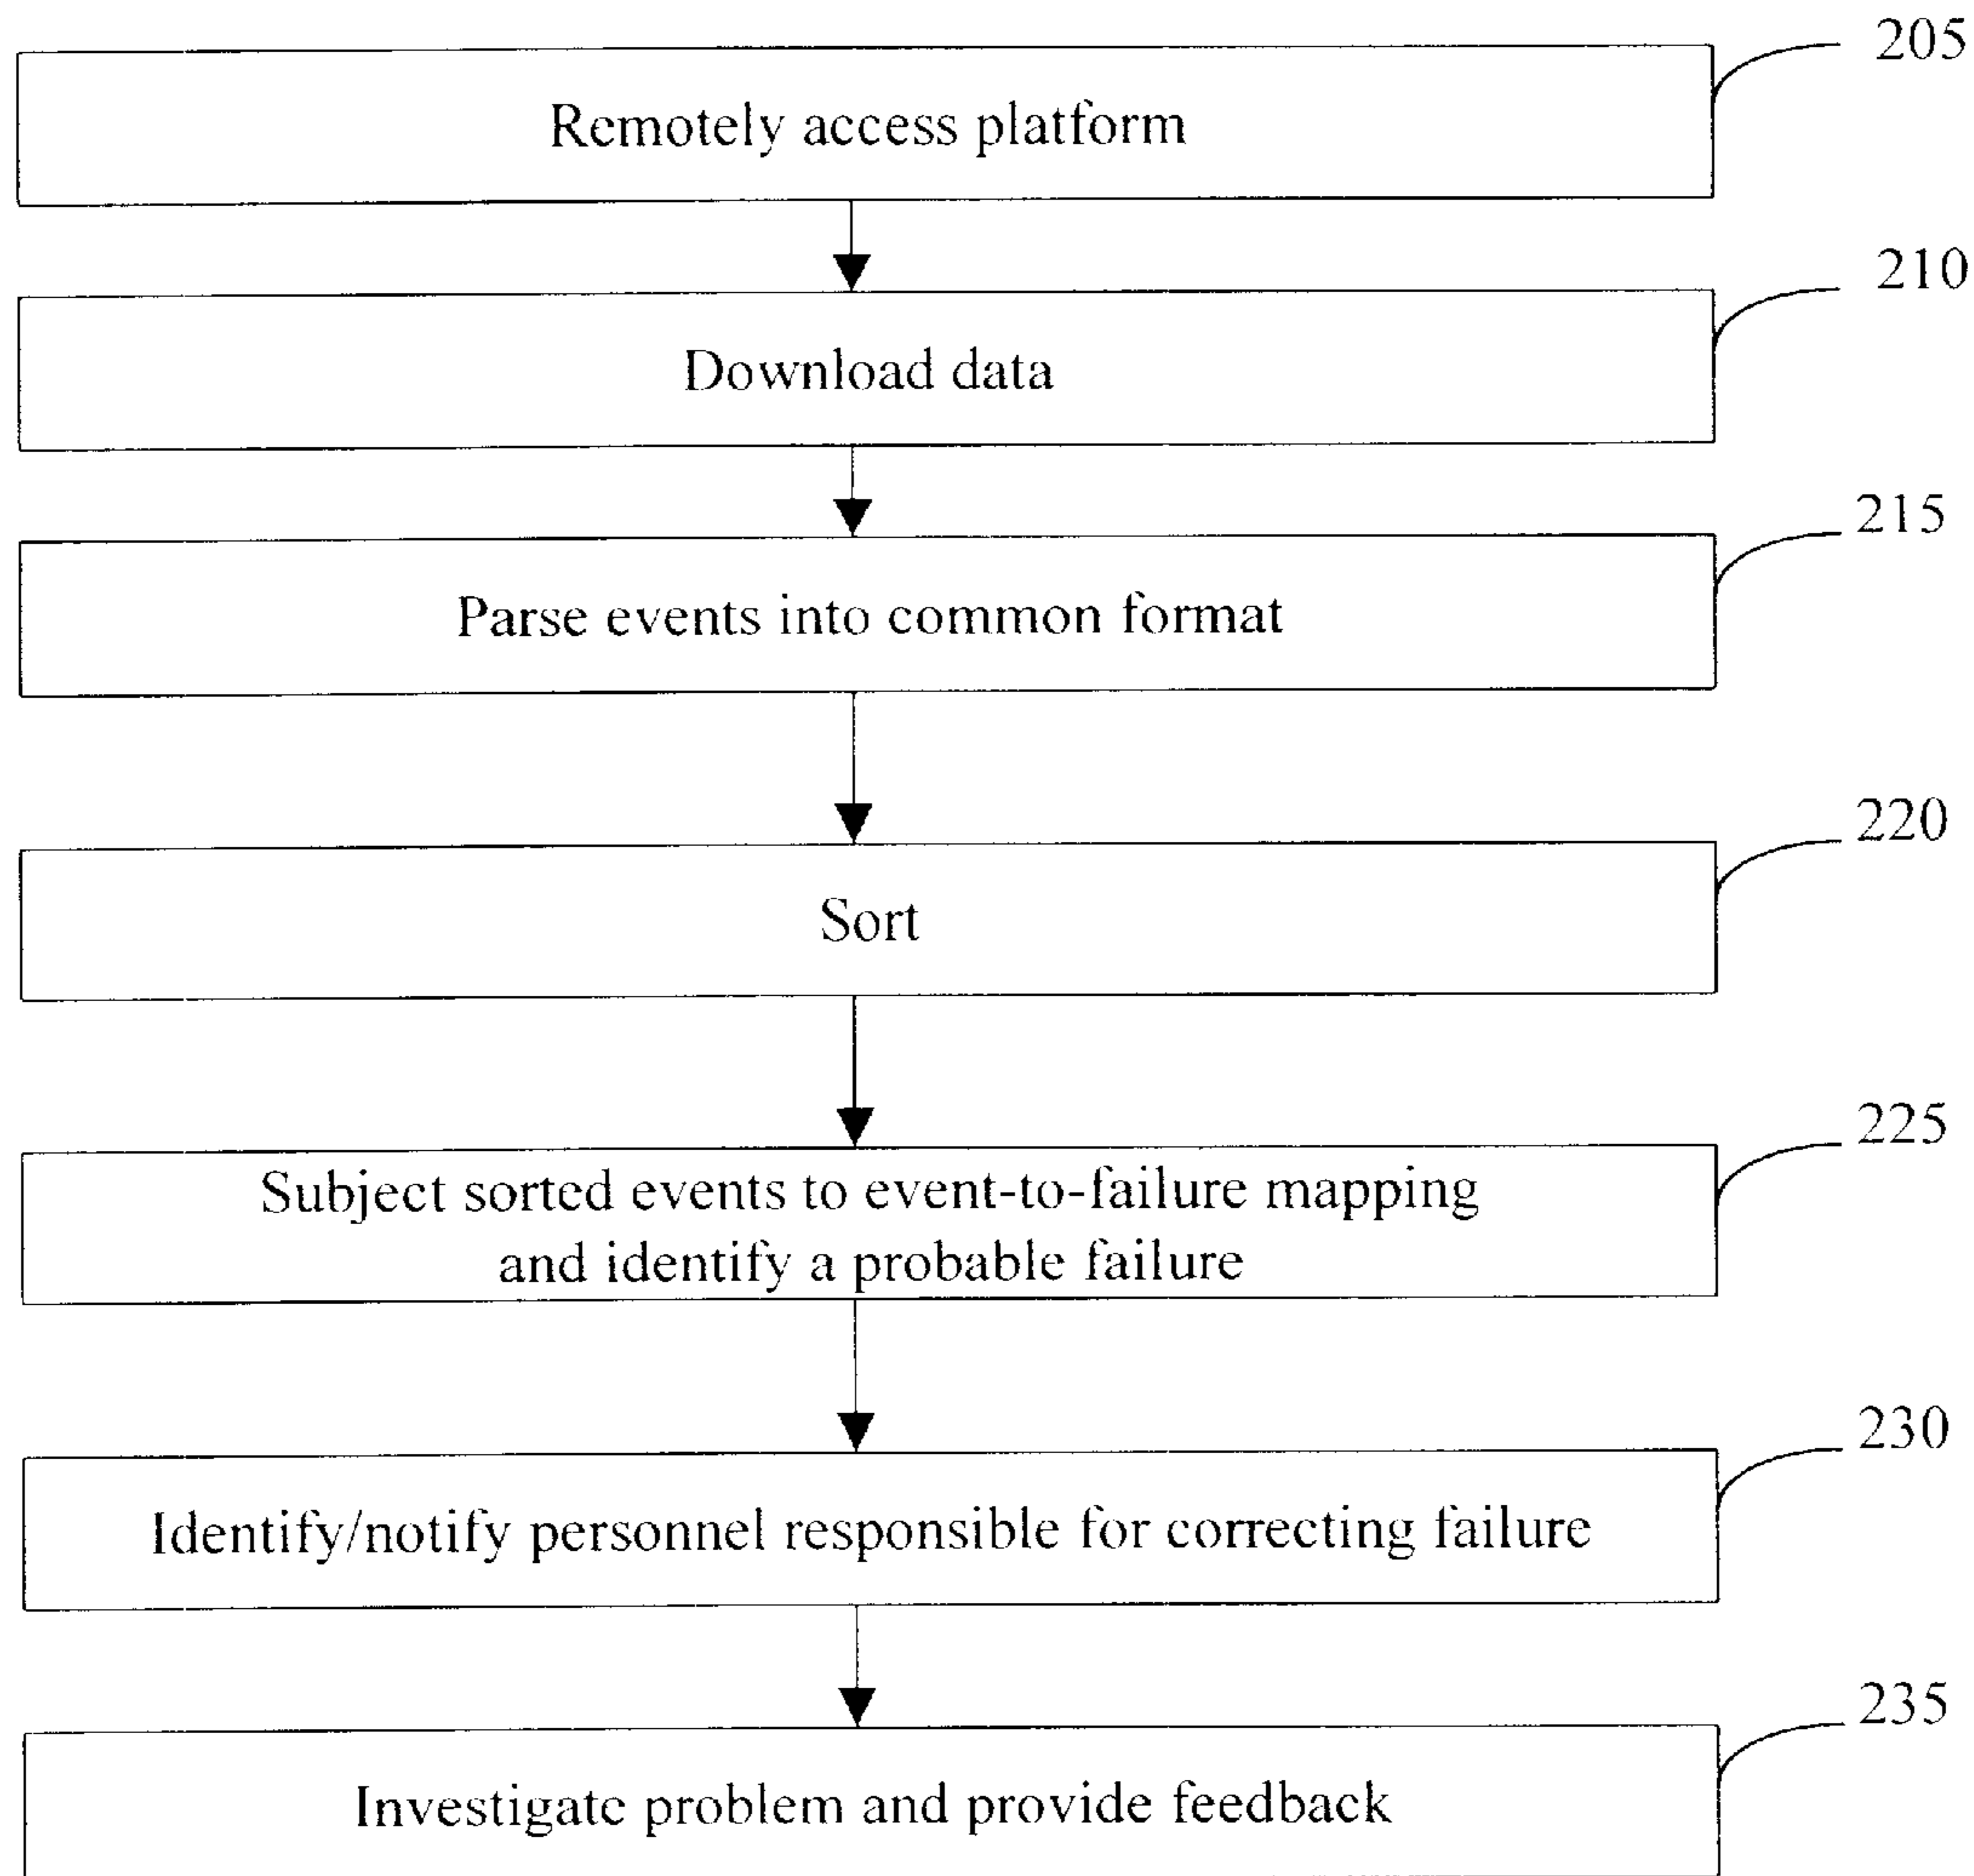 205
Remotely access platform
210
Download data
215
Parse events into common format
220
Sort
225
Subject sorted events to event-to-failure mapping
and identify a probable failure
230
Identify/notify personnel responsible for correcting failure
235
Investigate problem and provide feedback